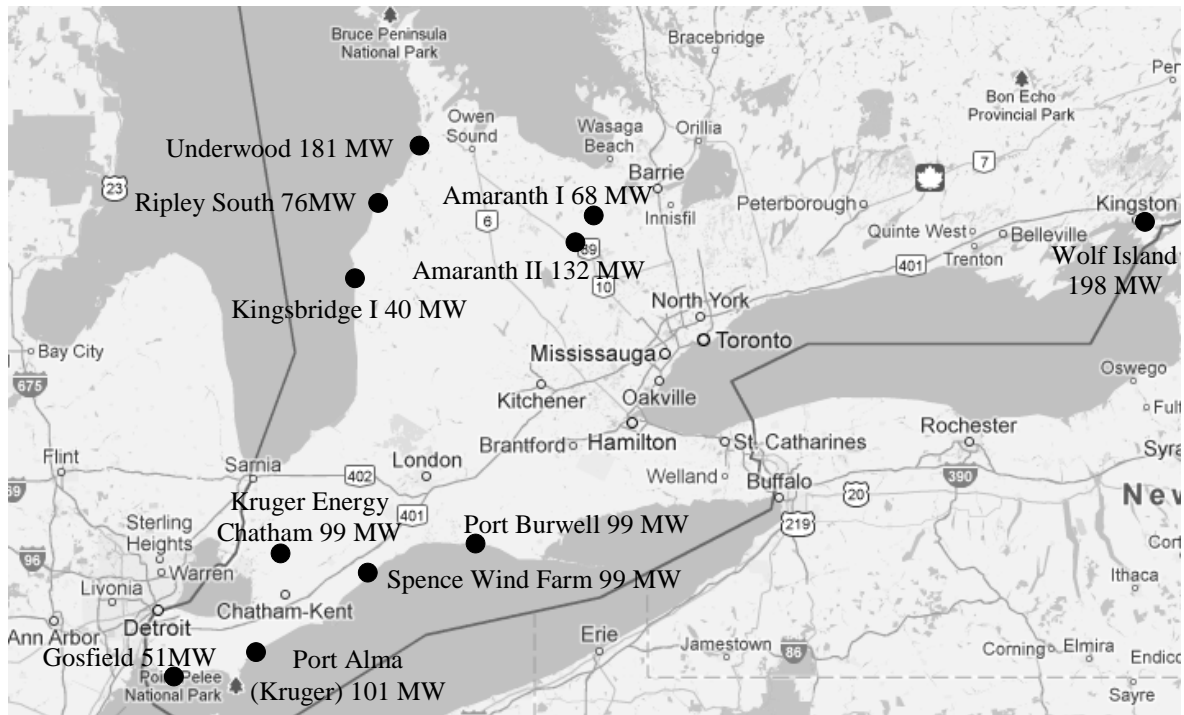 Bruce Peninsula
National Park
Bracebridge
Bon Echo
Provincial Park
Owen
Sound
Wasaga
Beach
Orillia
Underwood 181 MW
23
Barrie
7
Ripley South 76MW
Amaranth I 68 MW
Innisfil
Peterborough
Kingston
6
89
Quinte West
Belleville
Trenton
Amaranth II 132 MW
Wolf Island
198 MW
401
10
Kingsbridge I 40 MW
North York
Toronto
Bay City
Mississauga
675
Oswego
Kitchener
Oakville
Brantford
Hamilton
St. Catharines
Rochester
Flint
Sarnia
402
London
Welland
390
69
Buffalo
20
Kruger Energy
Chatham 99 MW
401
Port Burwell 99 MW
219
Sterling
Heights
96
Warren
Spence Wind Farm 99 MW
Ithaca
Livonia
Chatham-Kent
Detroit
Ann Arbor
Erie
Jamestown
86
Corning
Elmira
Gosfield 51MW
Port Alma
(Kruger) 101 MW
National Park
Sayre